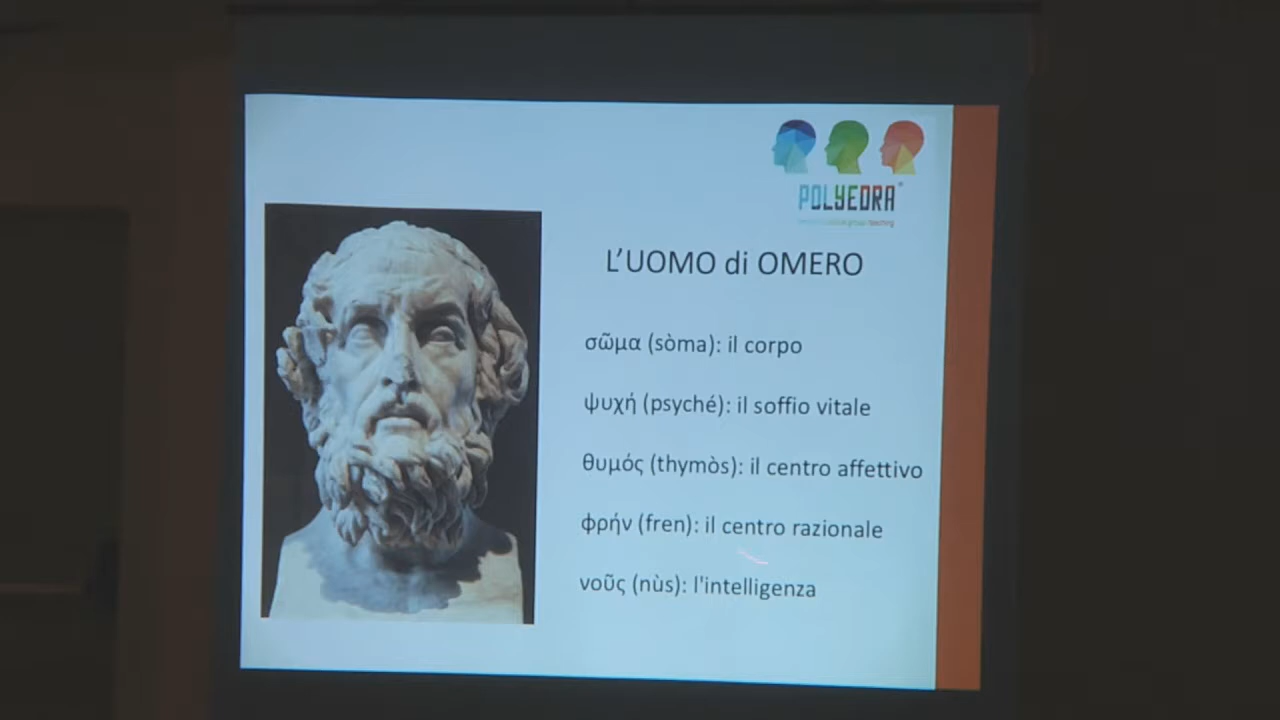 POLYEDRA®
L'UOMO di OMERO
σῶμα (sòma): il corpo
ψυχή (psyché): il soffio vitale
θυμός (thymòs): il centro affettivo
φρήν (fren): il centro razionale
νοῦς (nùs): l'intelligenza